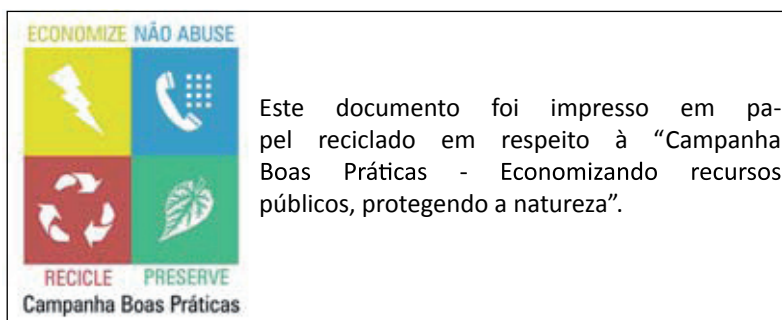 ECONOMIZE NÃO ABUSE
RECICLE PRESERVE
Campanha Boas Práticas
Este documento foi impresso em pa-
pel reciclado em respeito à “Campanha
Boas Práticas - Economizando recursos
públicos, protegendo a natureza”.